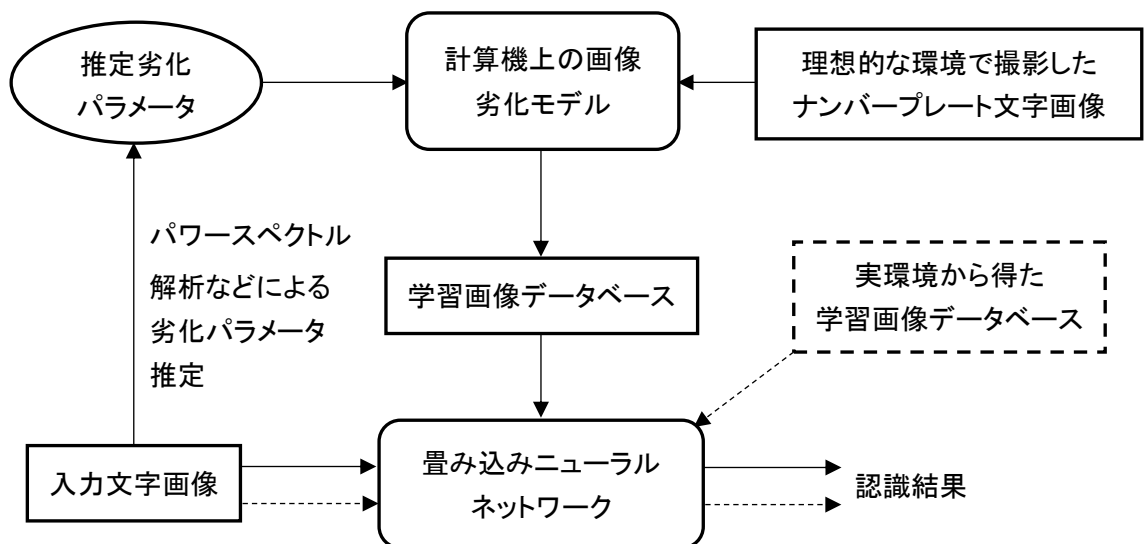 推定劣化
パラメータ
計算機上の画像
劣化モデル
理想的な環境で撮影した
ナンバープレート文字画像
パワースペクトル
解析などによる
劣化パラメータ
推定
学習画像データベース
実環境から得た
学習画像データベース
入力文字画像
畳み込みニューラル
ネットワーク
認識結果